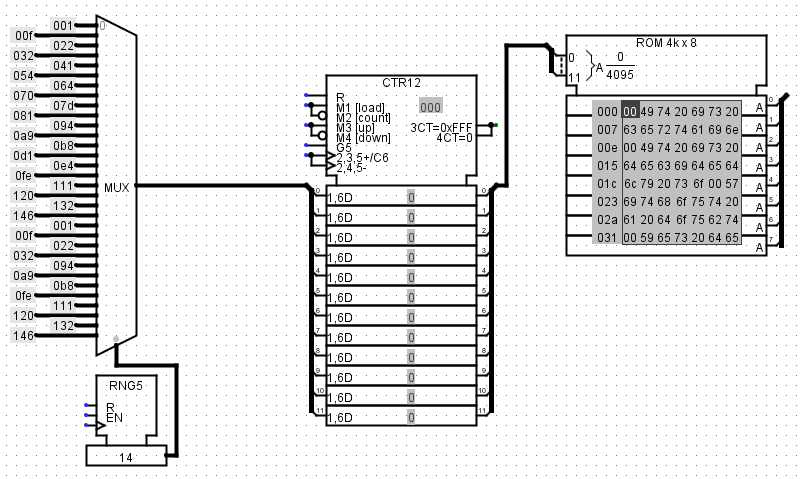 001
0
00f
022
032
041
054
064
070
07d
081
094
0a9
0b8
0d1
0e4
0fe
111
120
132
146
001
00f
022
032
094
0a9
0b8
0fe
111
120
132
146
MUX
0
RNG5
R
EN
14
CTR12
R
M1 [load]
M2 [count]
M3 [up]
M4 [down]
G5
2,3,5+/C6
2,4,5-
000
3CT=0xFFF
4CT=0
0 1,6D 0 0
1 1,6D 0 1
2 1,6D 0 2
3 1,6D 0 3
4 1,6D 0 4
5 1,6D 0 5
6 1,6D 0 6
7 1,6D 0 7
8 1,6D 0 8
9 1,6D 0 9
10 1,6D 0 10
11 1,6D 0 11
ROM 4k x 8
0
11
A
0
4095
000 00 49 74 20 69 73 20 A 0
007 63 65 72 74 61 69 6e A 1
00e 00 49 74 20 69 73 20 A 2
015 64 65 63 69 64 65 64 A 3
01c 6c 79 20 73 6f 00 57 A 4
023 69 74 68 6f 75 74 20 A 5
02a 61 20 64 6f 75 62 74 A 6
031 00 59 65 73 20 64 65 A 7